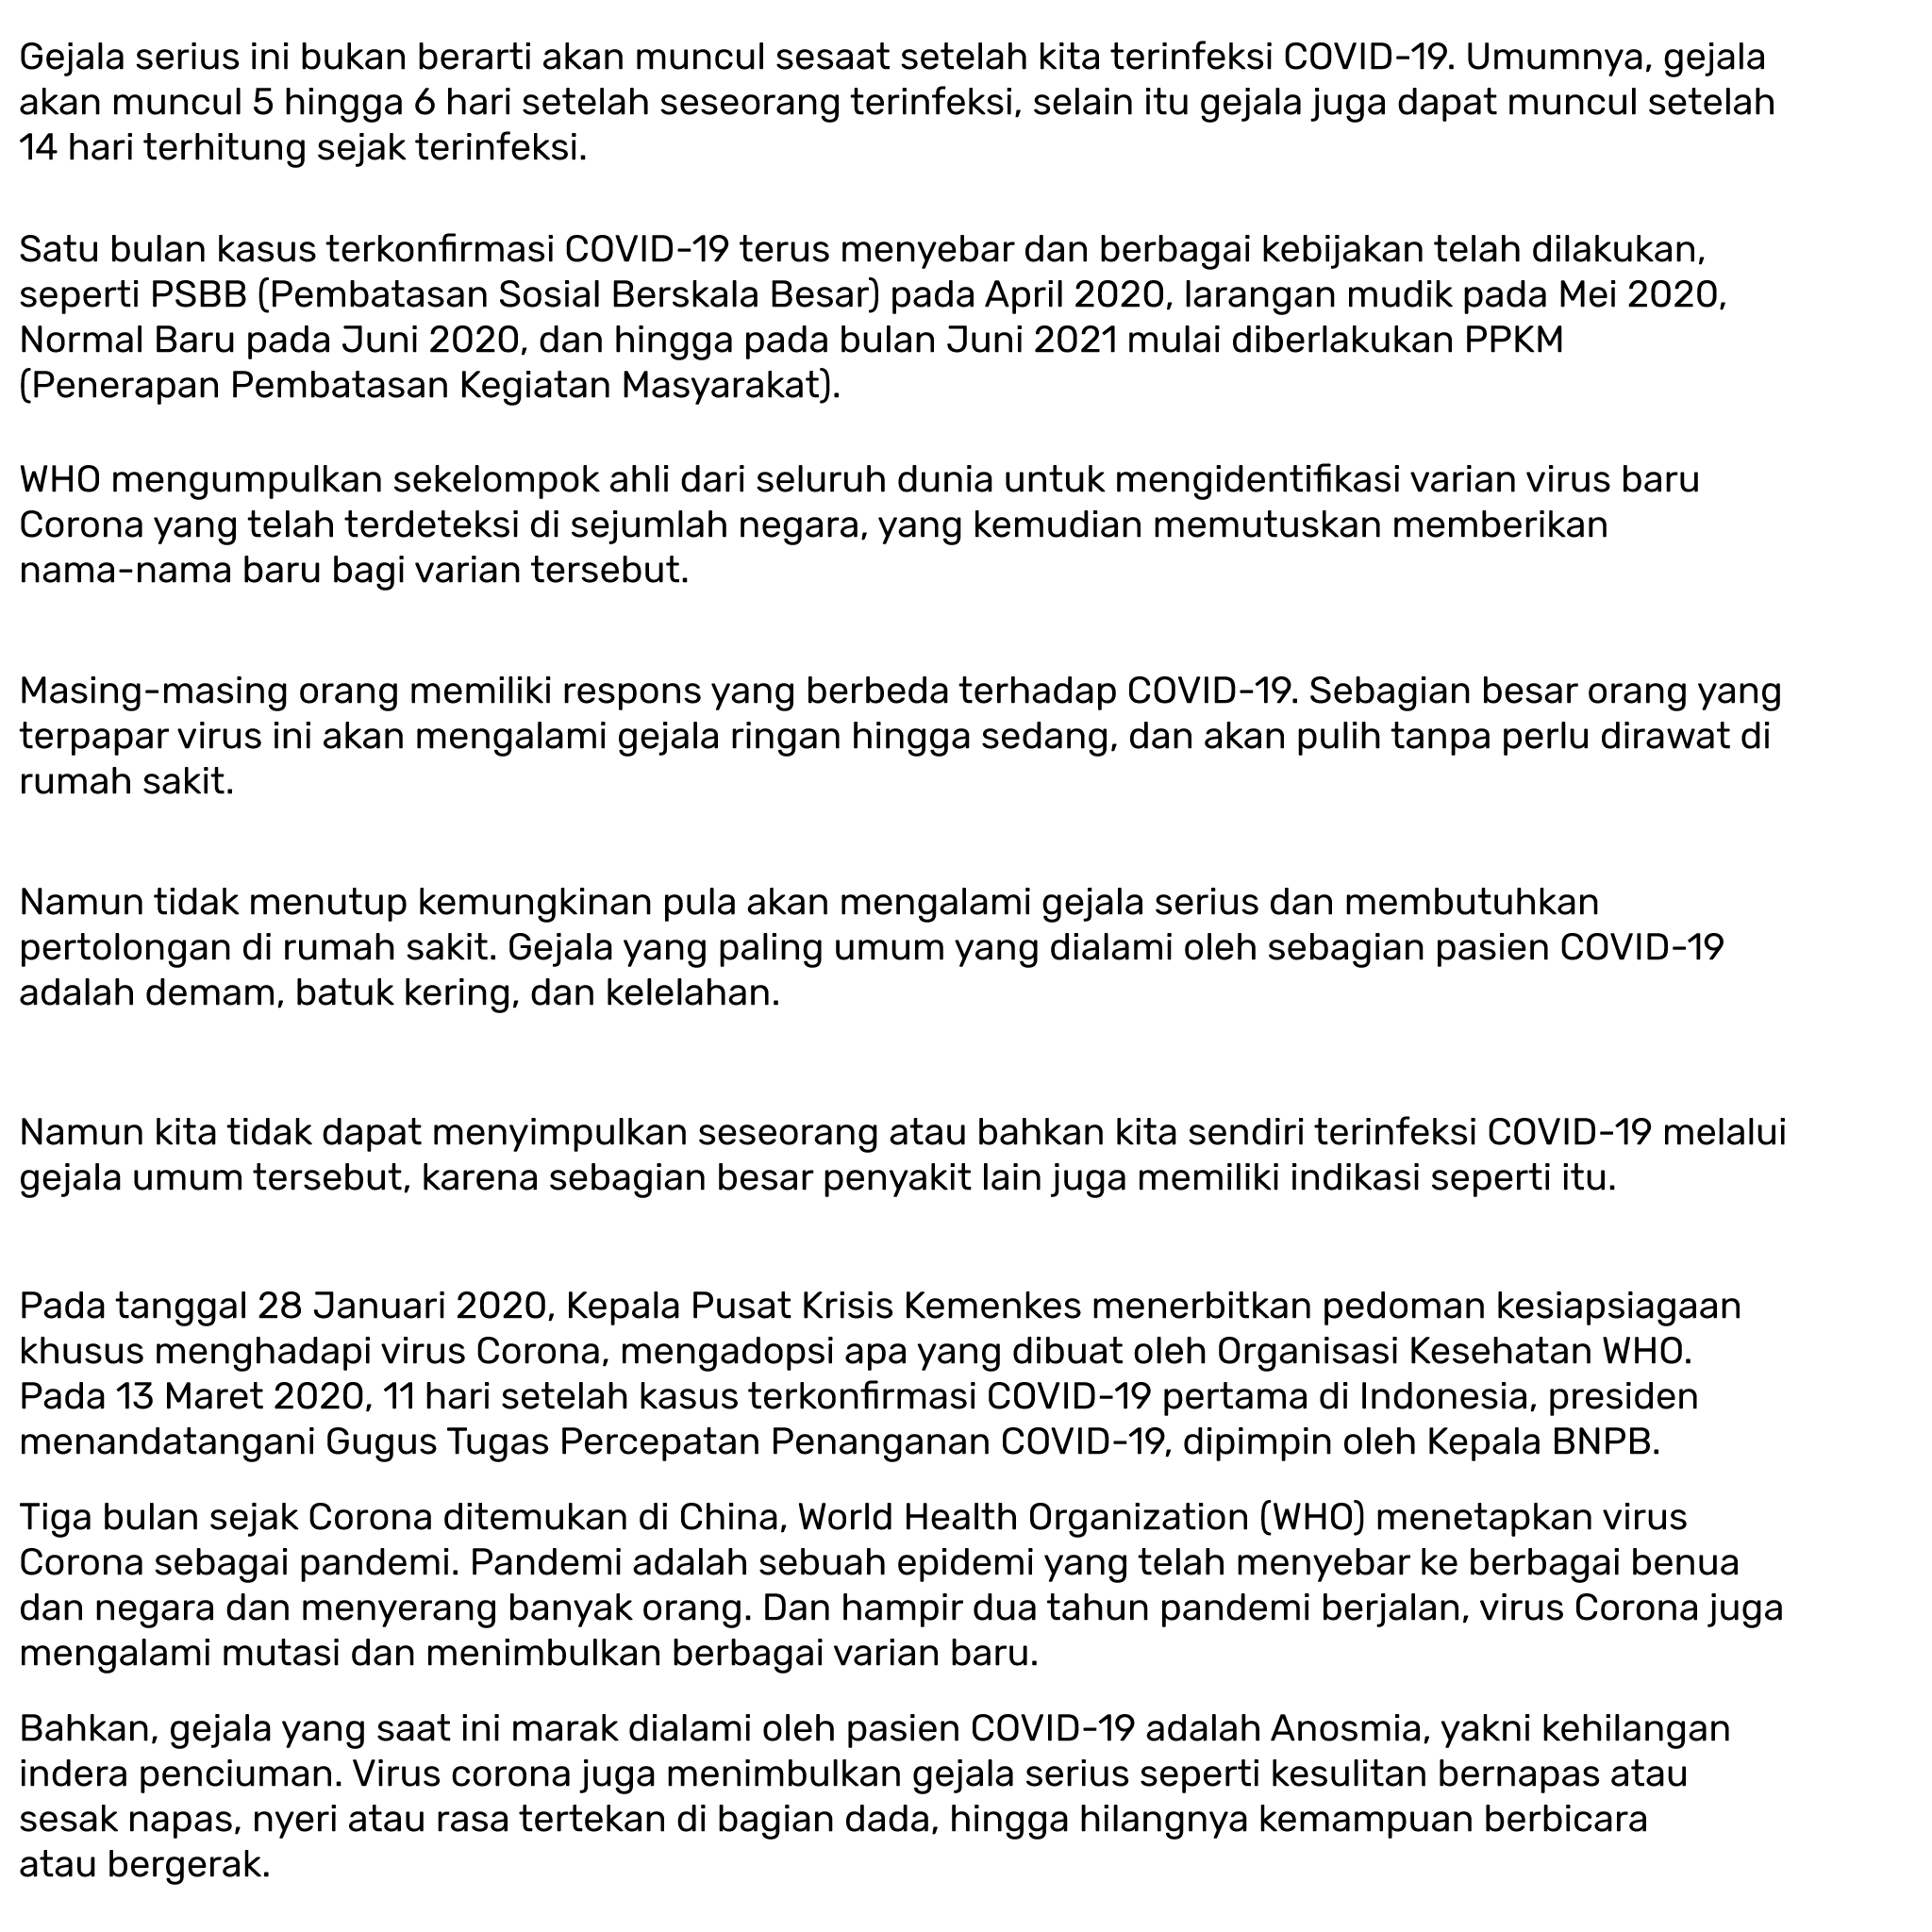 Gejala serius ini bukan berarti akan muncul sesaat setelah kita terinfeksi COVID-19. Umumnya, gejala
akan muncul 5 hingga 6 hari setelah seseorang terinfeksi, selain itu gejala juga dapat muncul setelah
14 hari terhitung sejak terinfeksi.
Satu bulan kasus terkonfirmasi COVID-19 terus menyebar dan berbagai kebijakan telah dilakukan,
seperti PSBB (Pembatasan Sosial Berskala Besar) pada April 2020, larangan mudik pada Mei 2020,
Normal Baru pada Juni 2020, dan hingga pada bulan Juni 2021 mulai diberlakukan PPKM
(Penerapan Pembatasan Kegiatan Masyarakat).
WHO mengumpulkan sekelompok ahli dari seluruh dunia untuk mengidentifikasi varian virus baru
Corona yang telah terdeteksi di sejumlah negara, yang kemudian memutuskan memberikan
nama-nama baru bagi varian tersebut.
Masing-masing orang memiliki respons yang berbeda terhadap COVID-19. Sebagian besar orang yang
terpapar virus ini akan mengalami gejala ringan hingga sedang, dan akan pulih tanpa perlu dirawat di
rumah sakit.
Namun tidak menutup kemungkinan pula akan mengalami gejala serius dan membutuhkan
pertolongan di rumah sakit. Gejala yang paling umum yang dialami oleh sebagian pasien COVID-19
adalah demam, batuk kering, dan kelelahan.
Namun kita tidak dapat menyimpulkan seseorang atau bahkan kita sendiri terinfeksi COVID-19 melalui
gejala umum tersebut, karena sebagian besar penyakit lain juga memiliki indikasi seperti itu.
Pada tanggal 28 Januari 2020, Kepala Pusat Krisis Kemenkes menerbitkan pedoman kesiapsiagaan
khusus menghadapi virus Corona, mengadopsi apa yang dibuat oleh Organisasi Kesehatan WHO.
Pada 13 Maret 2020, 11 hari setelah kasus terkonfirmasi COVID-19 pertama di Indonesia, presiden
menandatangani Gugus Tugas Percepatan Penanganan COVID-19, dipimpin oleh Kepala BNPB.
Tiga bulan sejak Corona ditemukan di China, World Health Organization (WHO) menetapkan virus
Corona sebagai pandemi. Pandemi adalah sebuah epidemi yang telah menyebar ke berbagai benua
dan negara dan menyerang banyak orang. Dan hampir dua tahun pandemi berjalan, virus Corona juga
mengalami mutasi dan menimbulkan berbagai varian baru.
Bahkan, gejala yang saat ini marak dialami oleh pasien COVID-19 adalah Anosmia, yakni kehilangan
indera penciuman. Virus corona juga menimbulkan gejala serius seperti kesulitan bernapas atau
sesak napas, nyeri atau rasa tertekan di bagian dada, hingga hilangnya kemampuan berbicara
atau bergerak.